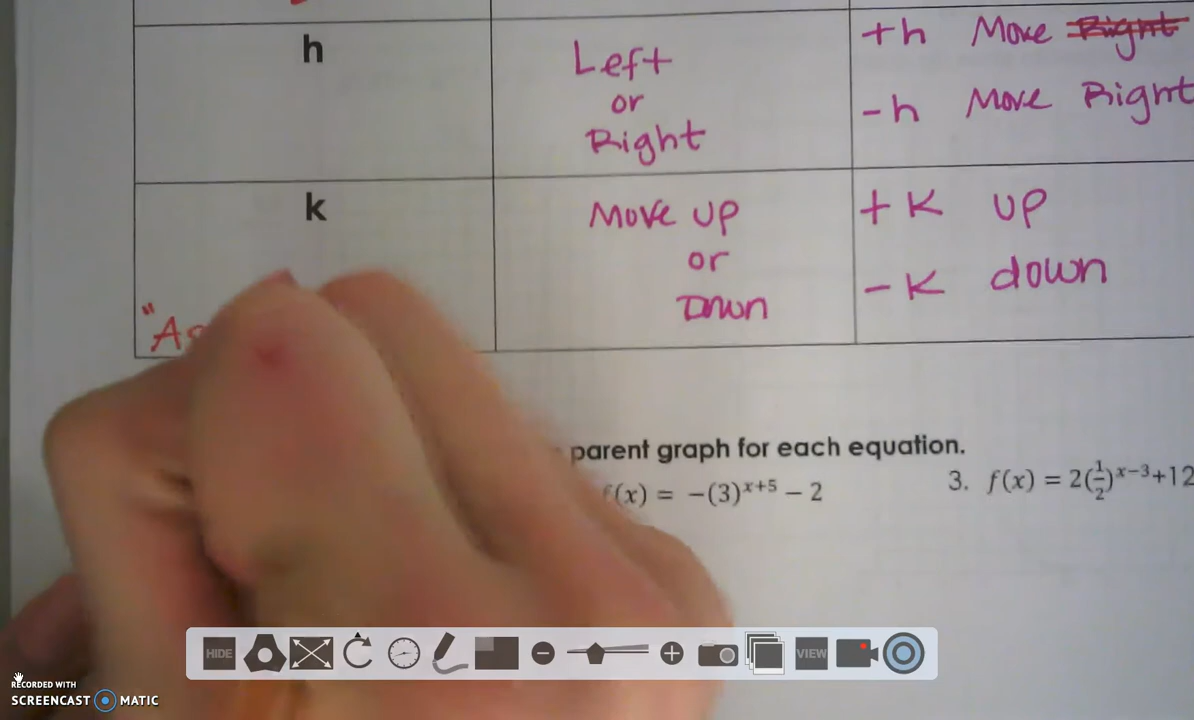 h
Left
or
Right
+h Move Right
-h Move Right
k
Move up
or
Down
+K up
-K down
"As
parent graph for each equation.
f(x) = −(3)^{x+5} − 2
3. f(x) = 2(1/2)^{x−3}+12
HIDE
VIEW
RECORDED WITH
SCREENCAST MATIC